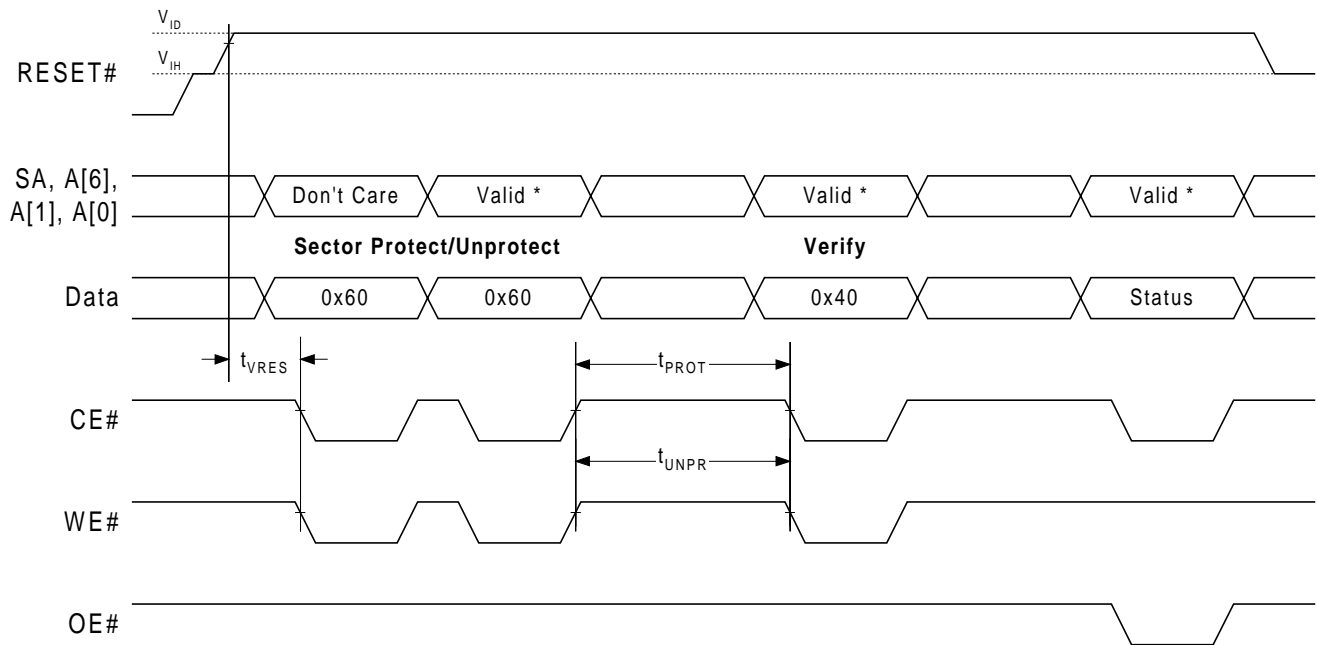 V_ID
V_IH
RESET#
SA, A[6],
A[1], A[0]
Don't Care Valid * Valid * Valid *
Sector Protect/Unprotect Verify
Data 0x60 0x60 0x40 Status
t_VRES t_PROT
CE#
t_UNPR
WE#
OE#